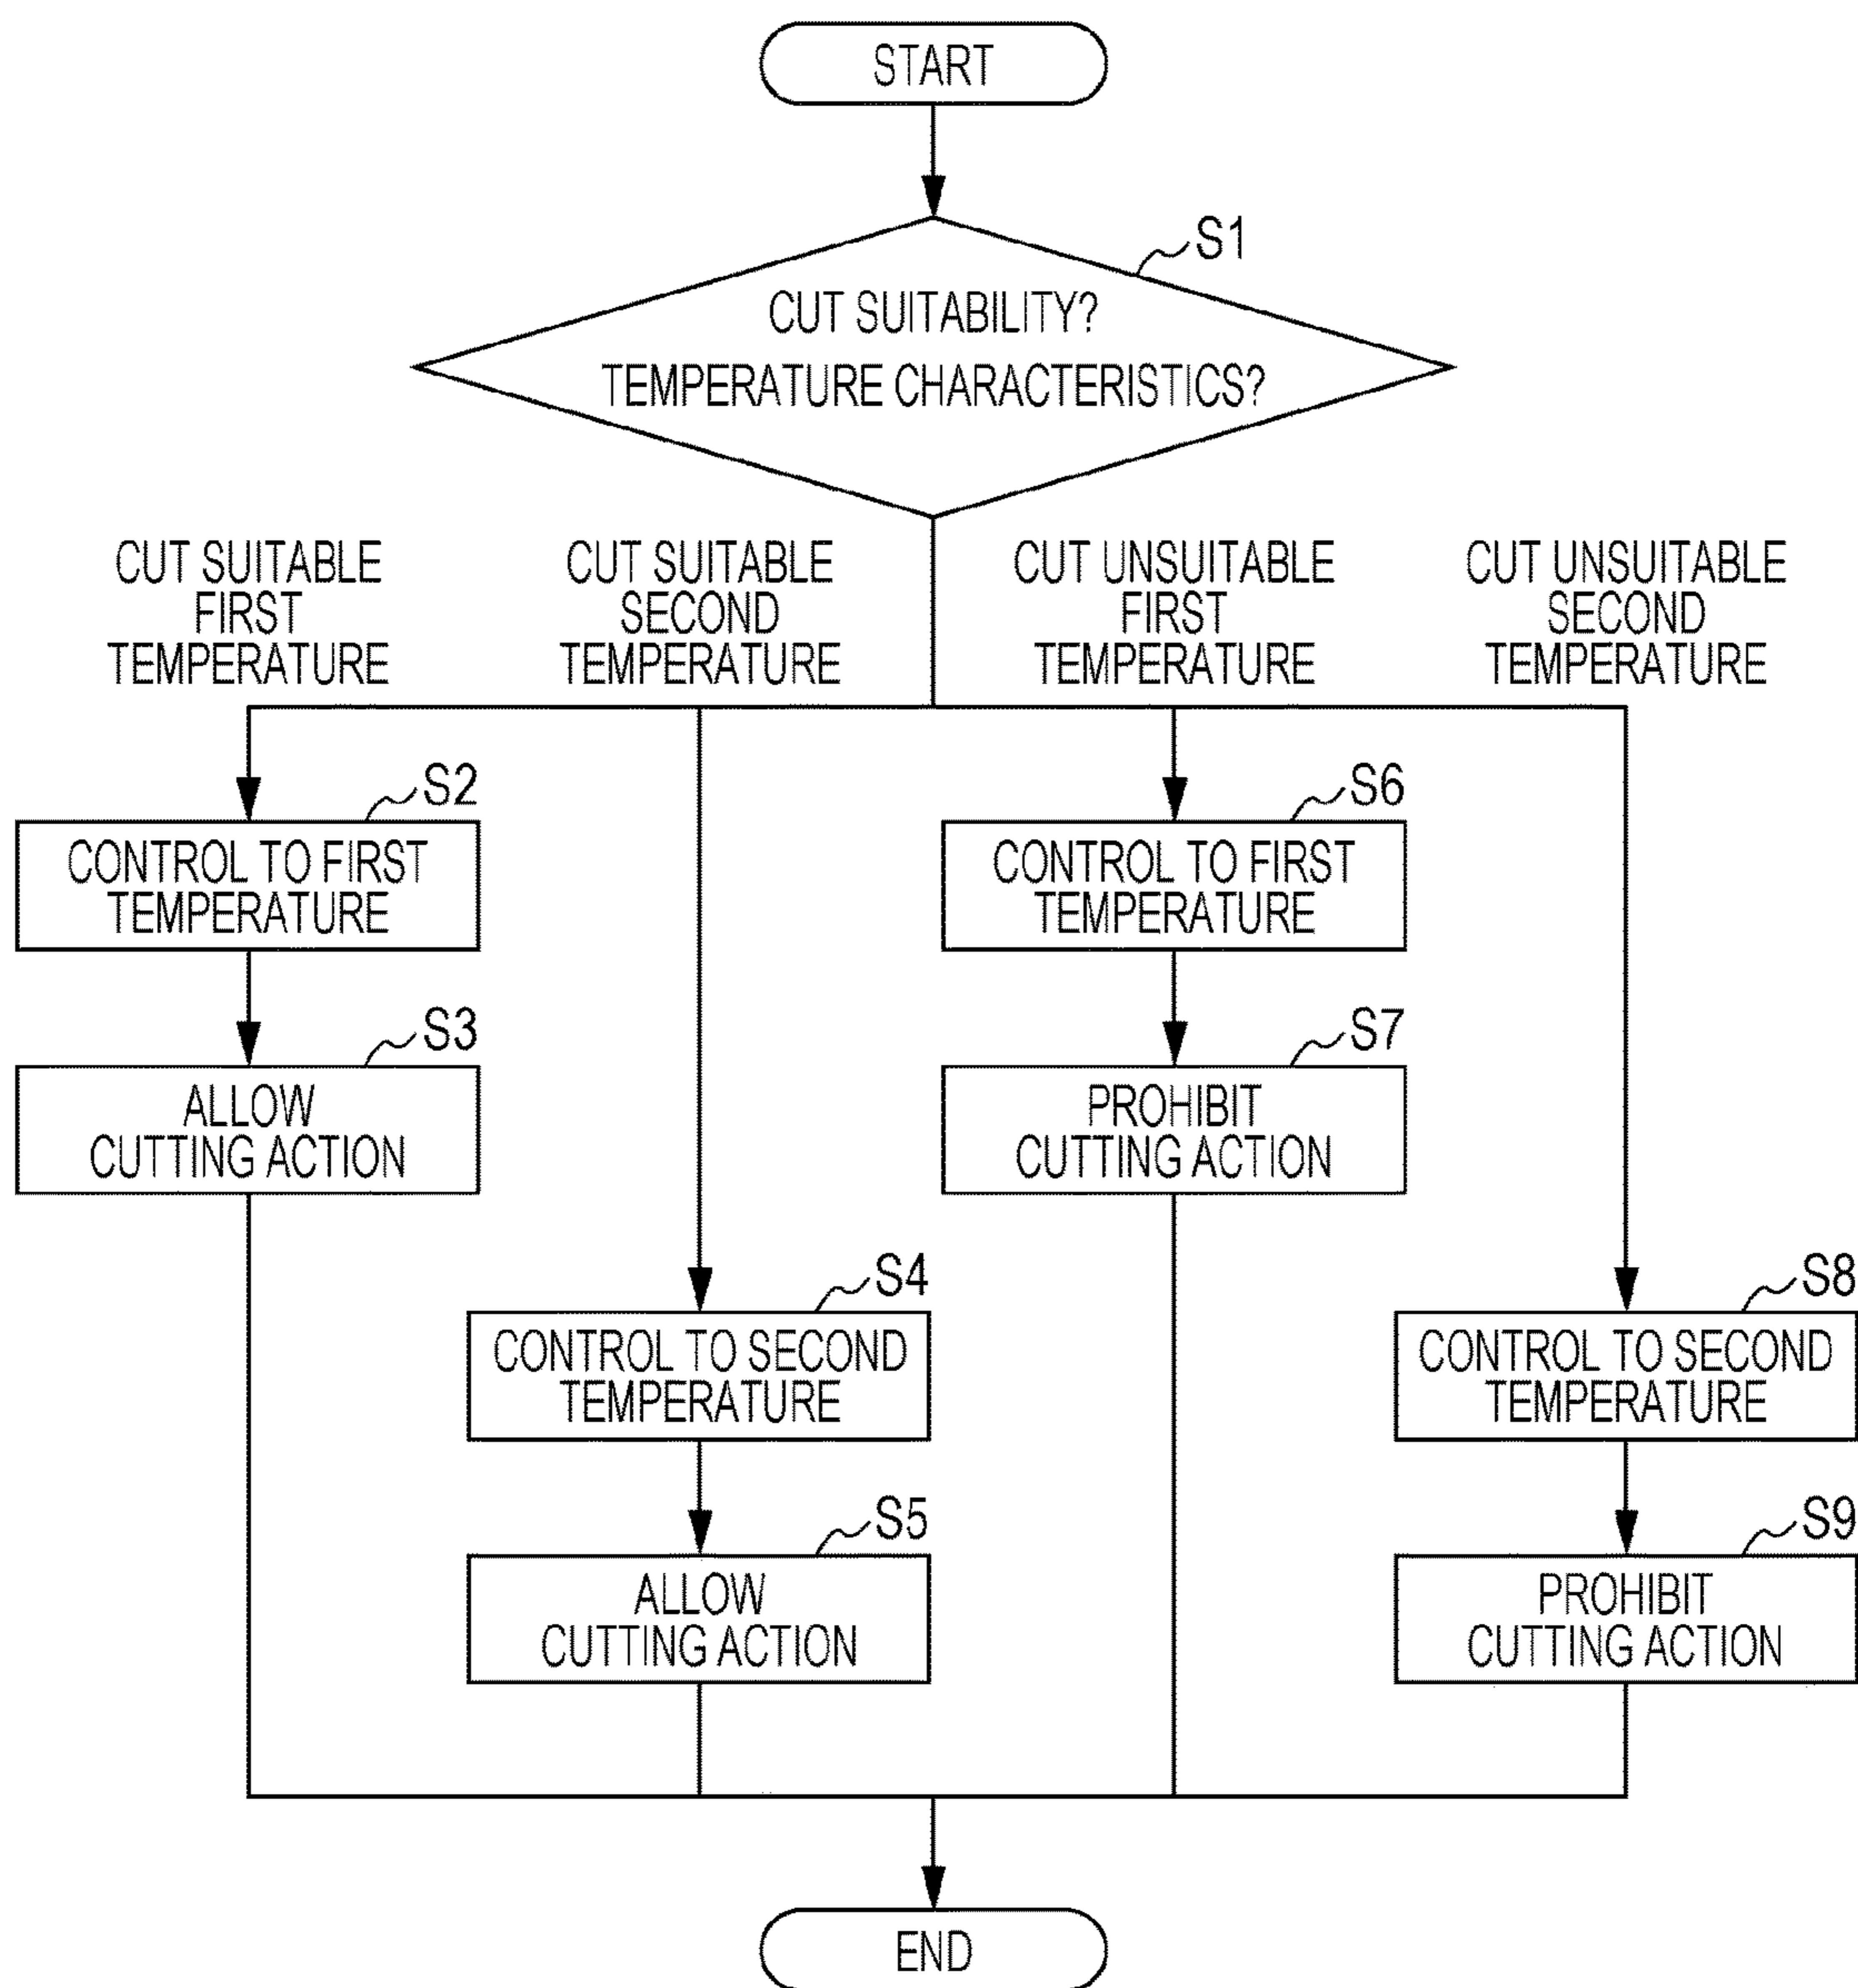 START
S1
CUT SUITABILITY?
TEMPERATURE CHARACTERISTICS?
CUT SUITABLE
FIRST
TEMPERATURE
CUT SUITABLE
SECOND
TEMPERATURE
CUT UNSUITABLE
FIRST
TEMPERATURE
CUT UNSUITABLE
SECOND
TEMPERATURE
S2
CONTROL TO FIRST
TEMPERATURE
S6
CONTROL TO FIRST
TEMPERATURE
S3
ALLOW
CUTTING ACTION
S7
PROHIBIT
CUTTING ACTION
S4
CONTROL TO SECOND
TEMPERATURE
S8
CONTROL TO SECOND
TEMPERATURE
S5
ALLOW
CUTTING ACTION
S9
PROHIBIT
CUTTING ACTION
END